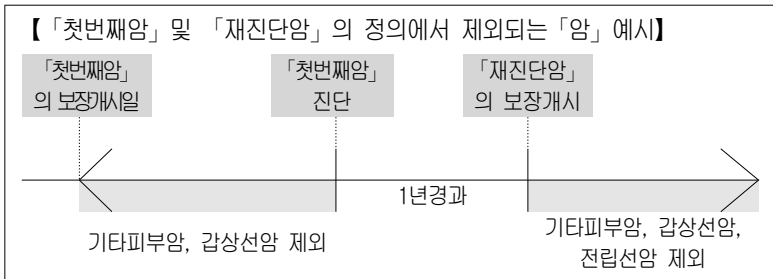 【「첫번째암」 및 「재진단암」의 정의에서 제외되는「암」예시】
「첫번째암」
의 보장개시일
「첫번째암」
진단
「재진단암」
의 보장개시
1년경과
기타피부암, 갑상선암 제외
기타피부암, 갑상선암,
전립선암 제외